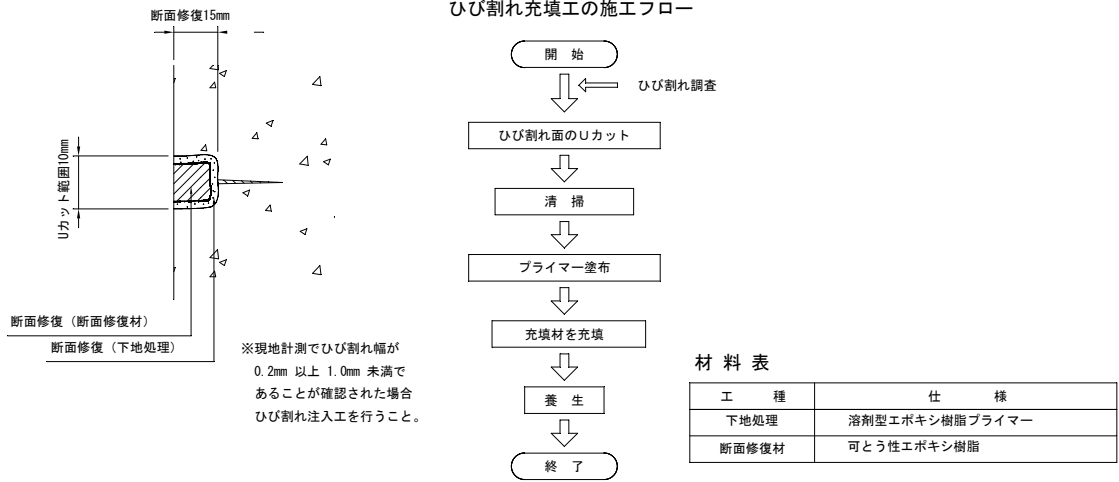 ひび割れ充填工の施工フロー
断面修復15mm
Uカット範囲10mm
断面修復（断面修復材）
断面修復（下地処理）
※現地計測でひび割れ幅が
0.2mm 以上 1.0mm 未満で
あることが確認された場合
ひび割れ注入工を行うこと。
開 始
ひび割れ調査
ひび割れ面のUカット
清 掃
プライマー塗布
充填材を充填
養 生
終 了
材 料 表
工 種 仕 様
下地処理 溶剤型エポキシ樹脂プライマー
断面修復材 可とう性エポキシ樹脂